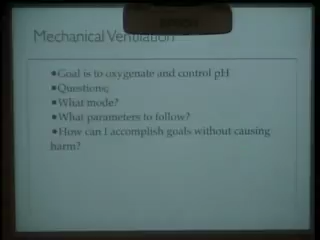 Mechanical Ventilation
•Goal is to oxygenate and control pH
•Questions;
•What mode?
•What parameters to follow?
•How can I accomplish goals without causing
harm?